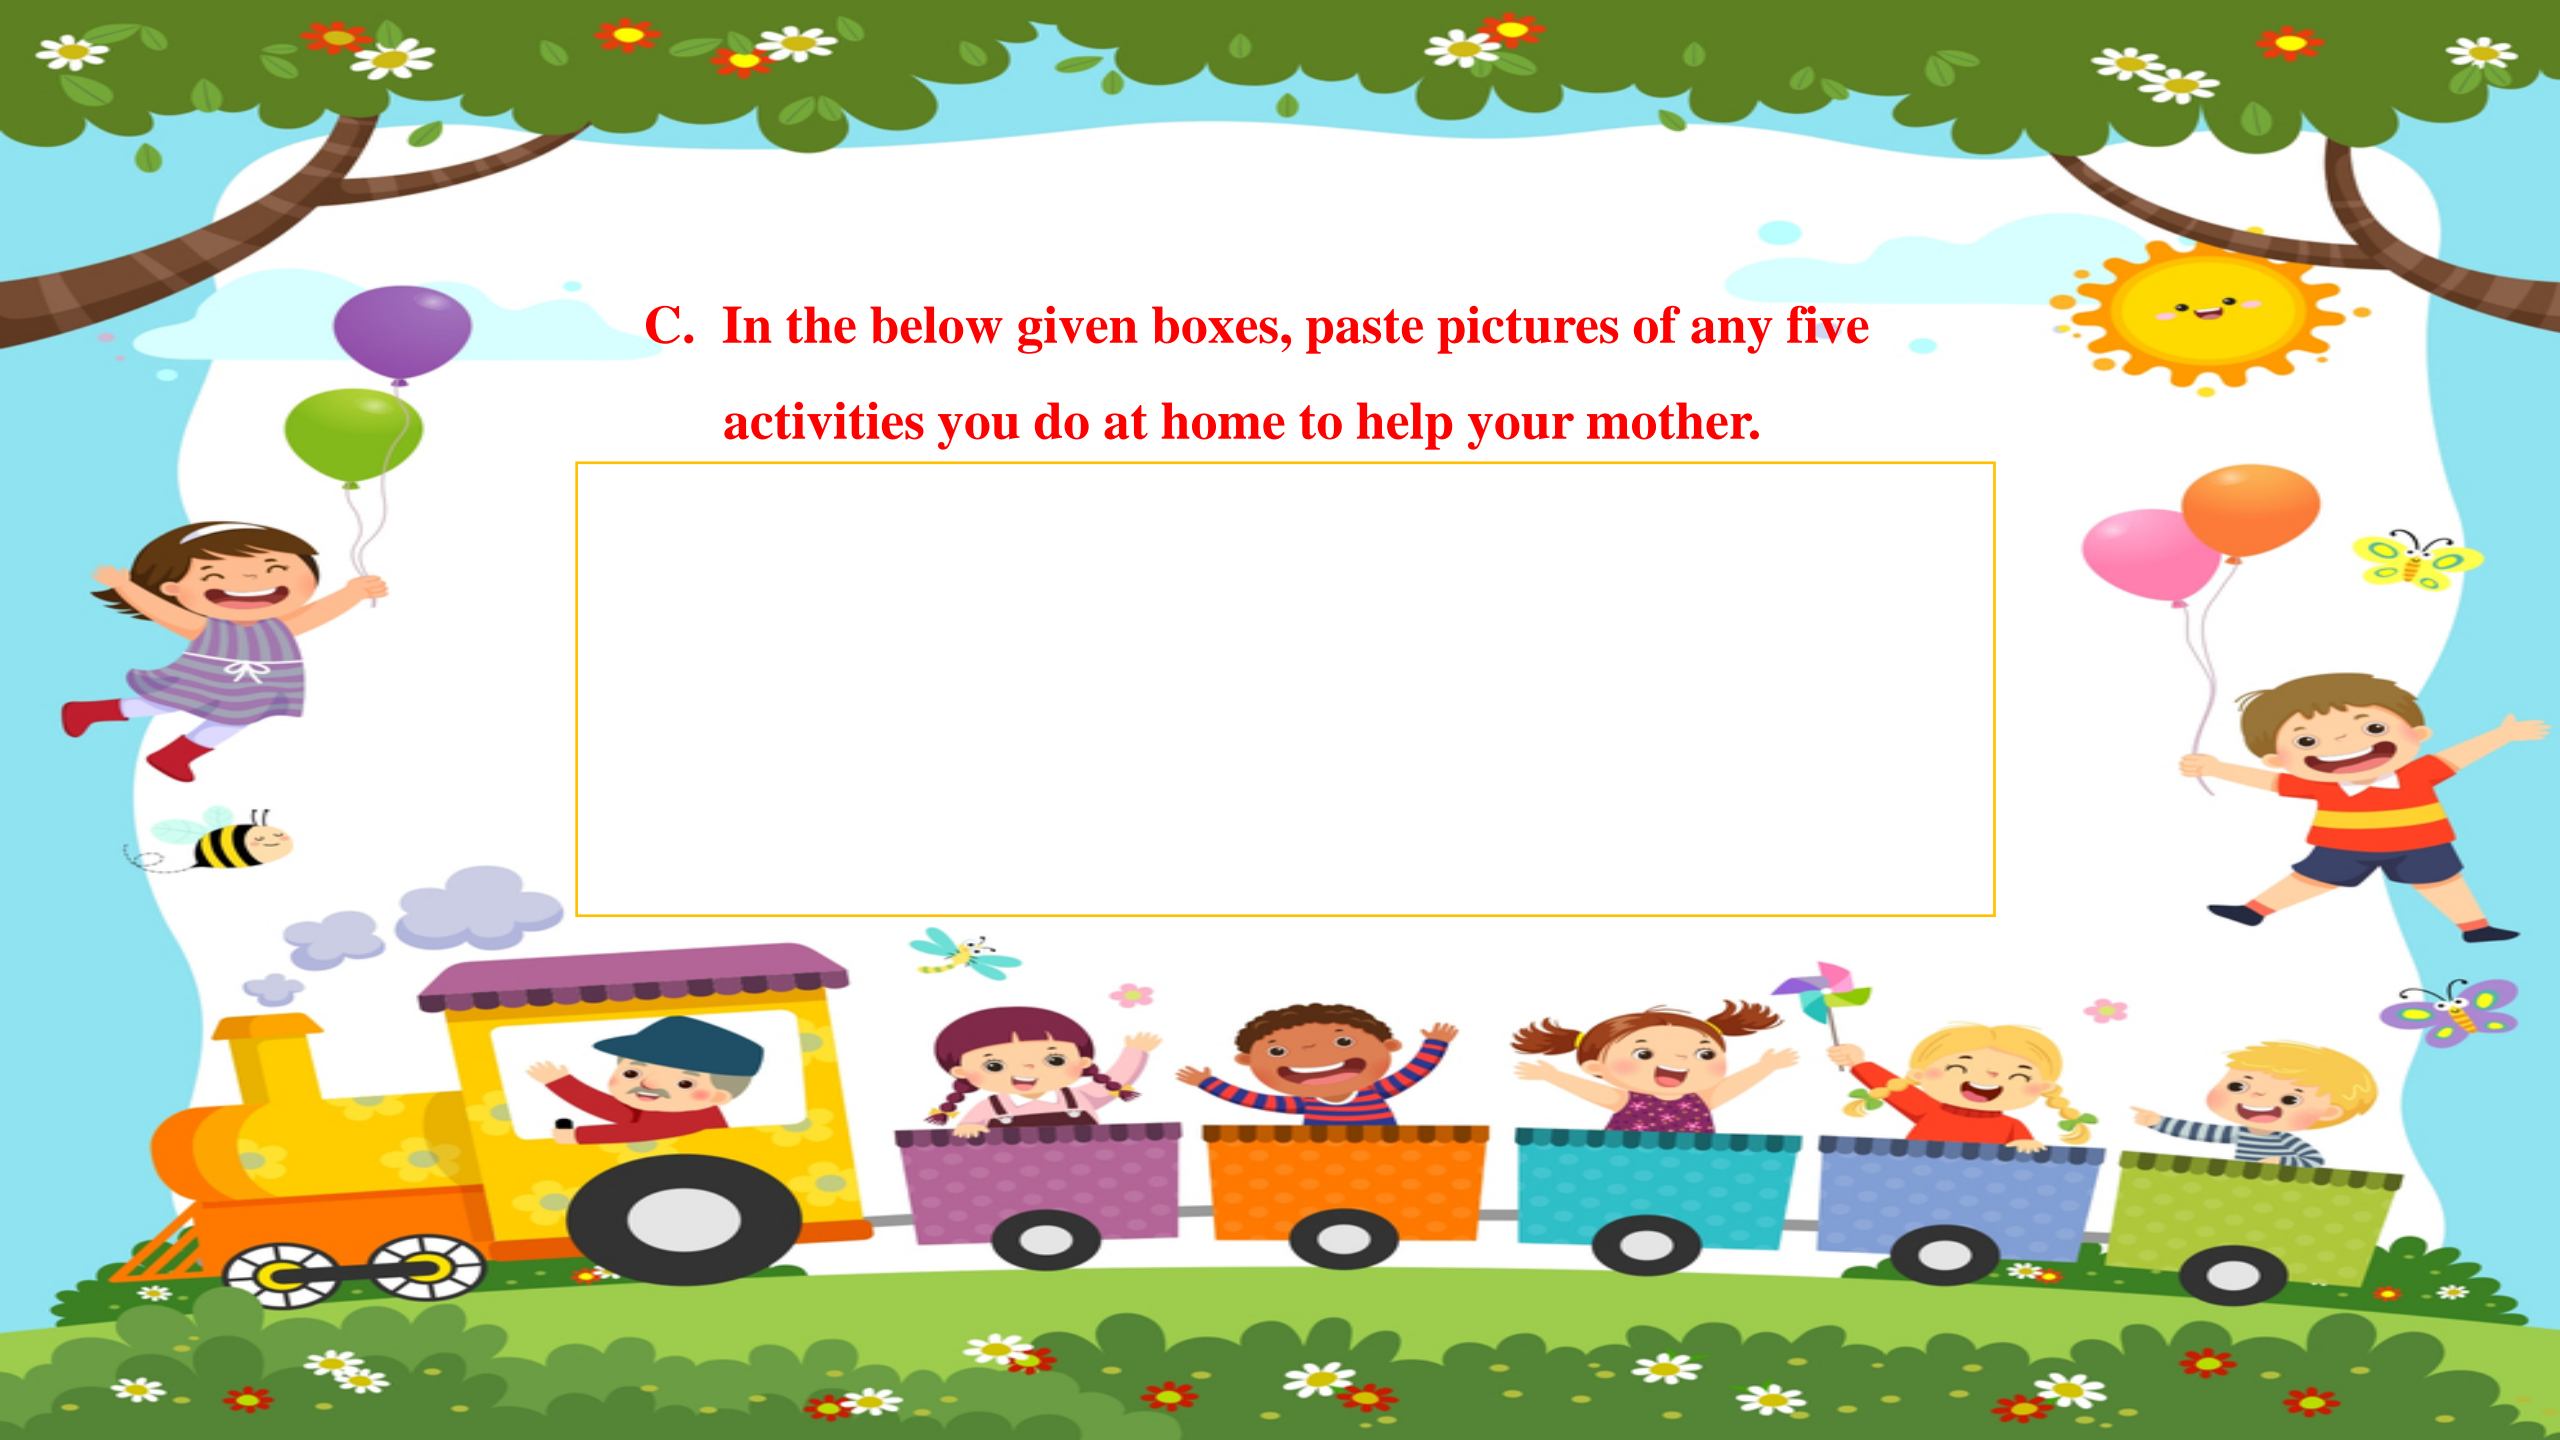 C. In the below given boxes, paste pictures of any five
activities you do at home to help your mother.